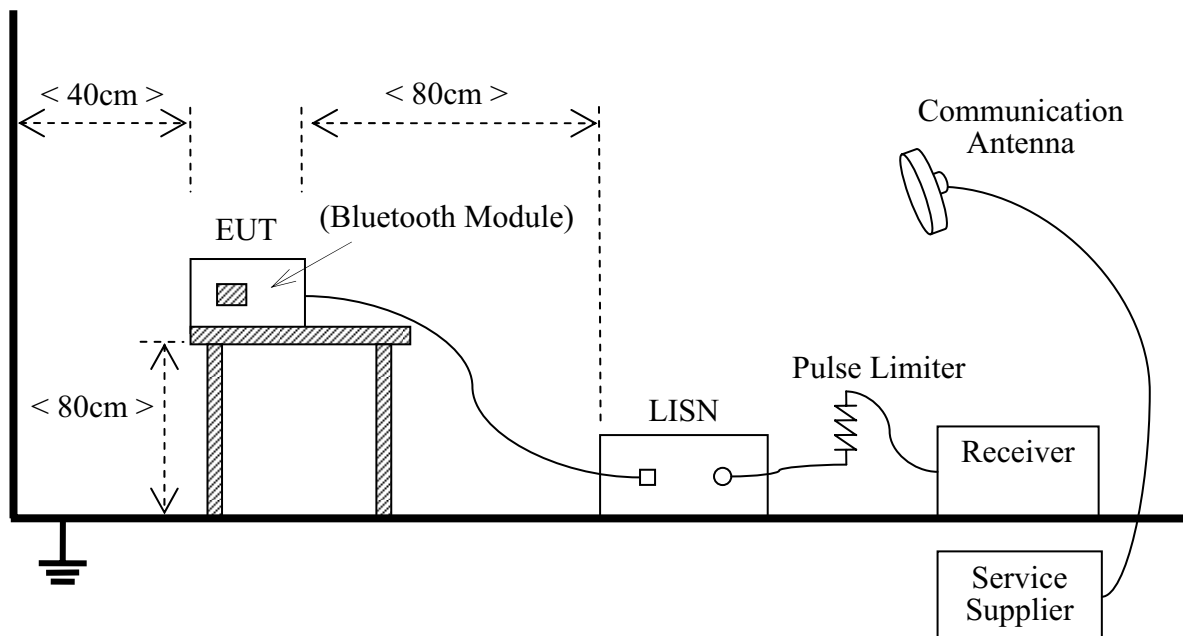 < 40cm >
< 80cm >
Communication
Antenna
(Bluetooth Module)
EUT
Pulse Limiter
< 80cm >
LISN
Receiver
Service
Supplier